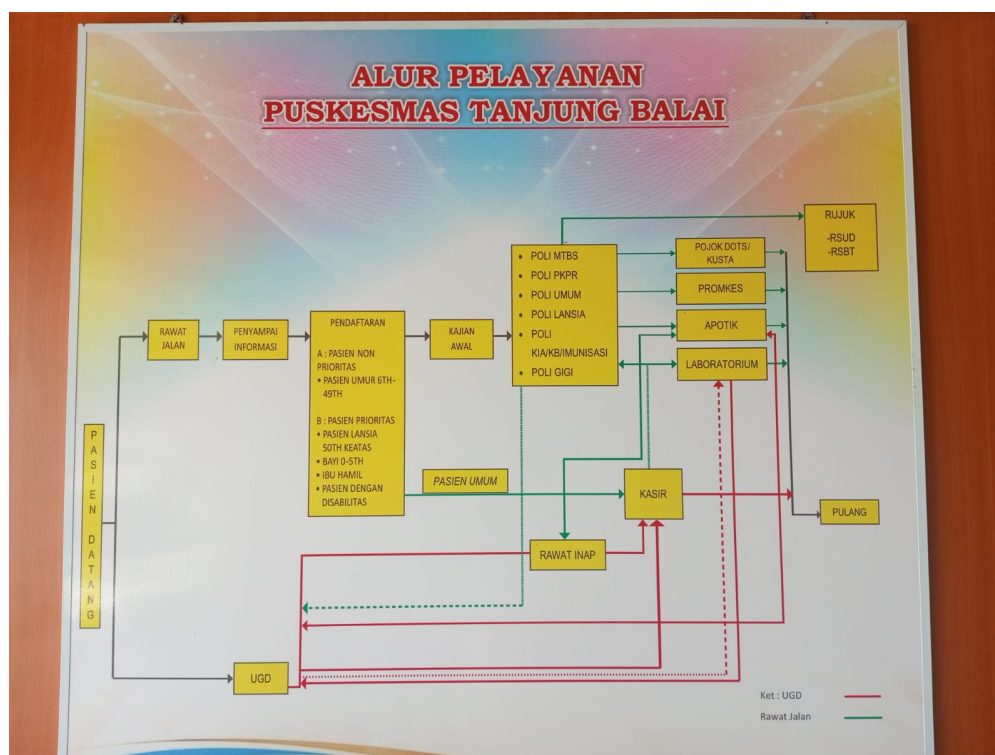 ALUR PELAYANAN
PUSKESMAS TANJUNG BALAI
PASIEN DATANG
RAWAT
JALAN
PENYAMPAI
INFORMASI
PENDAFTARAN
A : PASIEN NON
PRIORITAS
• PASIEN UMUR 6TH-
49TH
B : PASIEN PRIORITAS
• PASIEN LANSIA
50TH KEATAS
• BAYI 0-5TH
• IBU HAMIL
• PASIEN DENGAN
DISABILITAS
KAJIAN
AWAL
• POLI MTBS
• POLI PKPR
• POLI UMUM
• POLI LANSIA
• POLI
KIA/KB/IMUNISASI
• POLI GIGI
POJOK DOTS/
KUSTA
PROMKES
APOTIK
LABORATORIUM
RUJUK
-RSUD
-RSBT
PASIEN UMUM
KASIR
RAWAT INAP
PULANG
UGD
Ket : UGD
Rawat Jalan